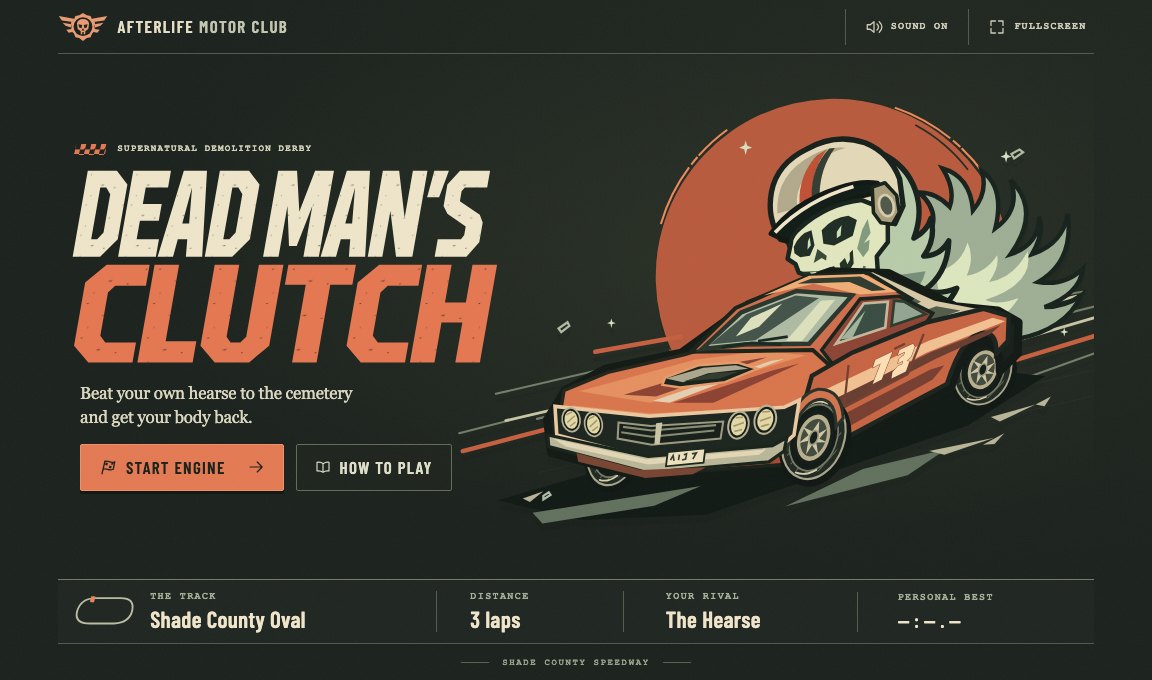 AFTERLIFE MOTOR CLUB
SOUND ON
FULLSCREEN
SUPERNATURAL DEMOLITION DERBY
DEAD MAN'S
CLUTCH
Beat your own hearse to the cemetery
and get your body back.
START ENGINE
HOW TO PLAY
13
THE TRACK
Shade County Oval
DISTANCE
3 laps
YOUR RIVAL
The Hearse
PERSONAL BEST
–:–.–
SHADE COUNTY SPEEDWAY